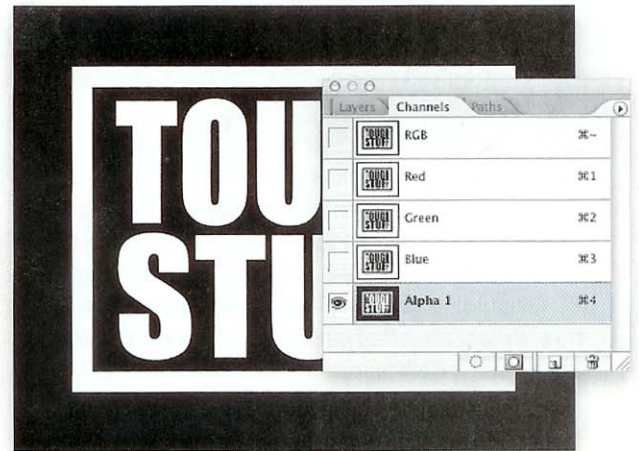 TOU
STU
Layers Channels Paths
RGB ⌘~
Red ⌘1
Green ⌘2
Blue ⌘3
Alpha 1 ⌘4